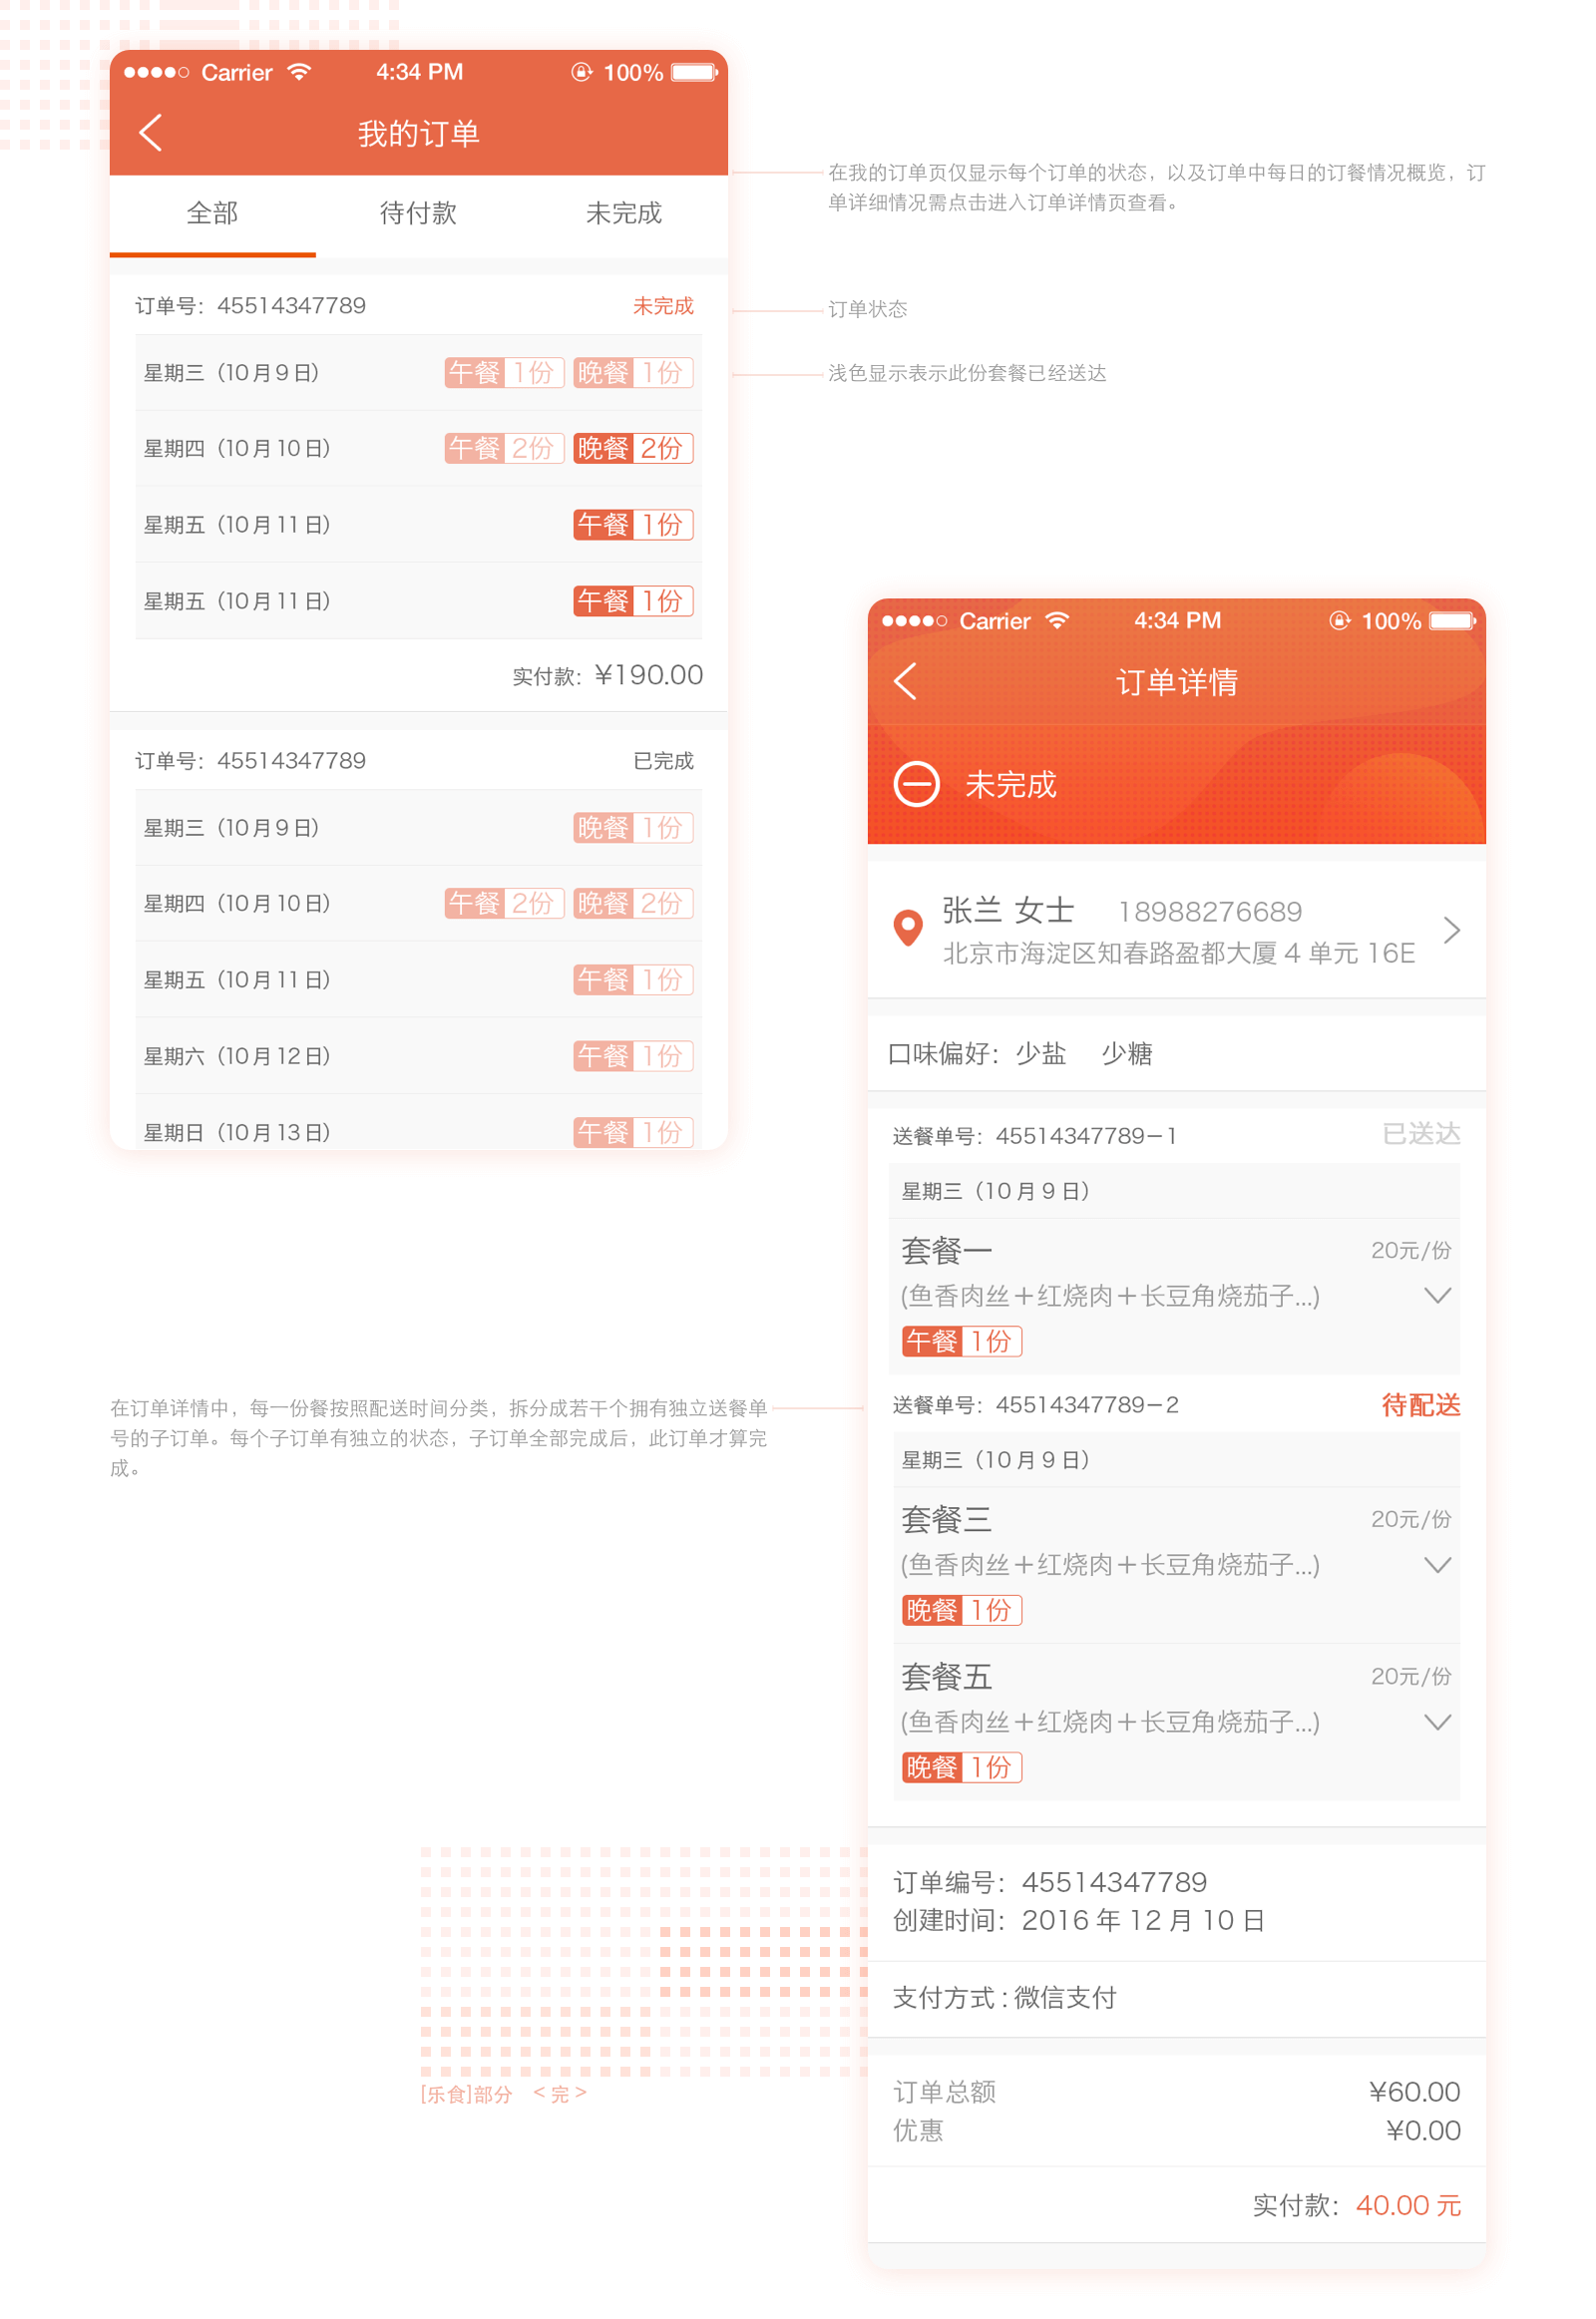 Carrier 4:34 PM 100%
我的订单
全部 待付款 未完成
订单号：45514347789 未完成
星期三（10月9日） 午餐 1份 晚餐 1份
星期四（10月10日） 午餐 2份 晚餐 2份
星期五（10月11日） 午餐 1份
星期五（10月11日） 午餐 1份
实付款：¥190.00
订单号：45514347789 已完成
星期三（10月9日） 晚餐 1份
星期四（10月10日） 午餐 2份 晚餐 2份
星期五（10月11日） 午餐 1份
星期六（10月12日） 午餐 1份
星期日（10月13日） 午餐 1份
在我的订单页仅显示每个订单的状态，以及订单中每日的订餐情况概览，订
单详细情况需点击进入订单详情页查看。
订单状态
浅色显示表示此份套餐已经送达
Carrier 4:34 PM 100%
订单详情
未完成
张兰 女士 18988276689
北京市海淀区知春路盈都大厦 4 单元 16E
口味偏好：少盐 少糖
送餐单号：45514347789－1 已送达
星期三（10月9日）
套餐一 20元/份
(鱼香肉丝＋红烧肉＋长豆角烧茄子...)
午餐 1份
送餐单号：45514347789－2 待配送
星期三（10月9日）
套餐三 20元/份
(鱼香肉丝＋红烧肉＋长豆角烧茄子...)
晚餐 1份
套餐五 20元/份
(鱼香肉丝＋红烧肉＋长豆角烧茄子...)
晚餐 1份
订单编号：45514347789
创建时间：2016 年 12 月 10 日
支付方式 : 微信支付
订单总额 ¥60.00
优惠 ¥0.00
实付款：40.00 元
在订单详情中，每一份餐按照配送时间分类，拆分成若干个拥有独立送餐单
号的子订单。每个子订单有独立的状态，子订单全部完成后，此订单才算完
成。
[乐食]部分 < 完 >